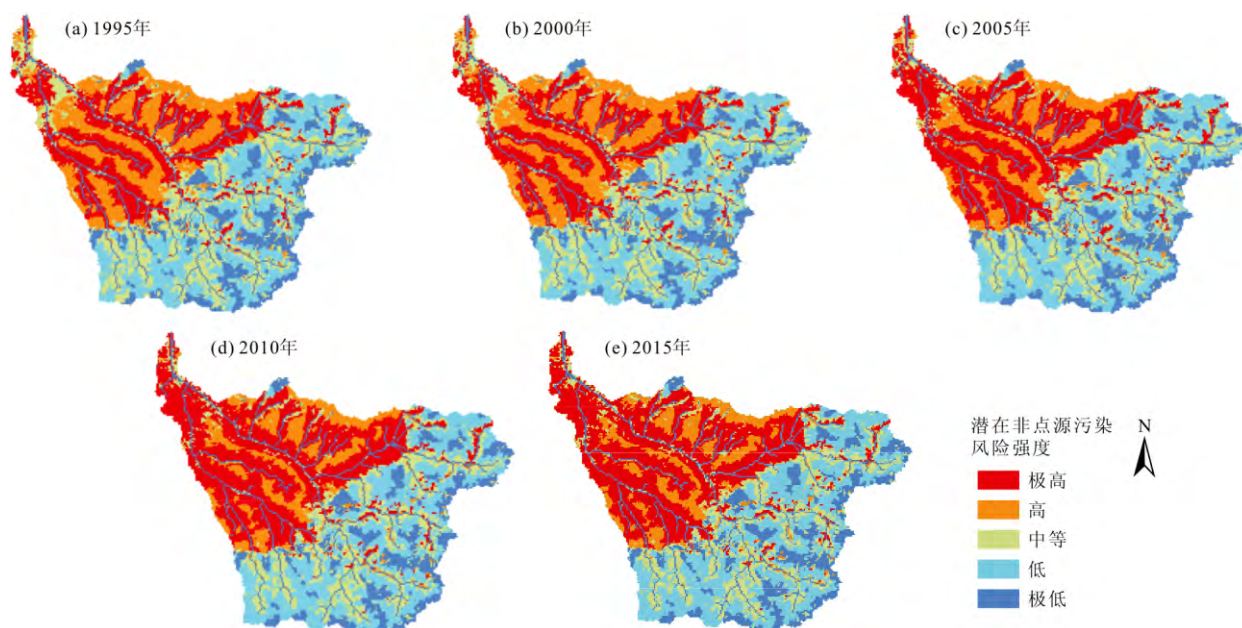 (a) 1995年
(b) 2000年
(c) 2005年
(d) 2010年
(e) 2015年
潜在非点源污染
风险强度
极高
高
中等
低
极低
N